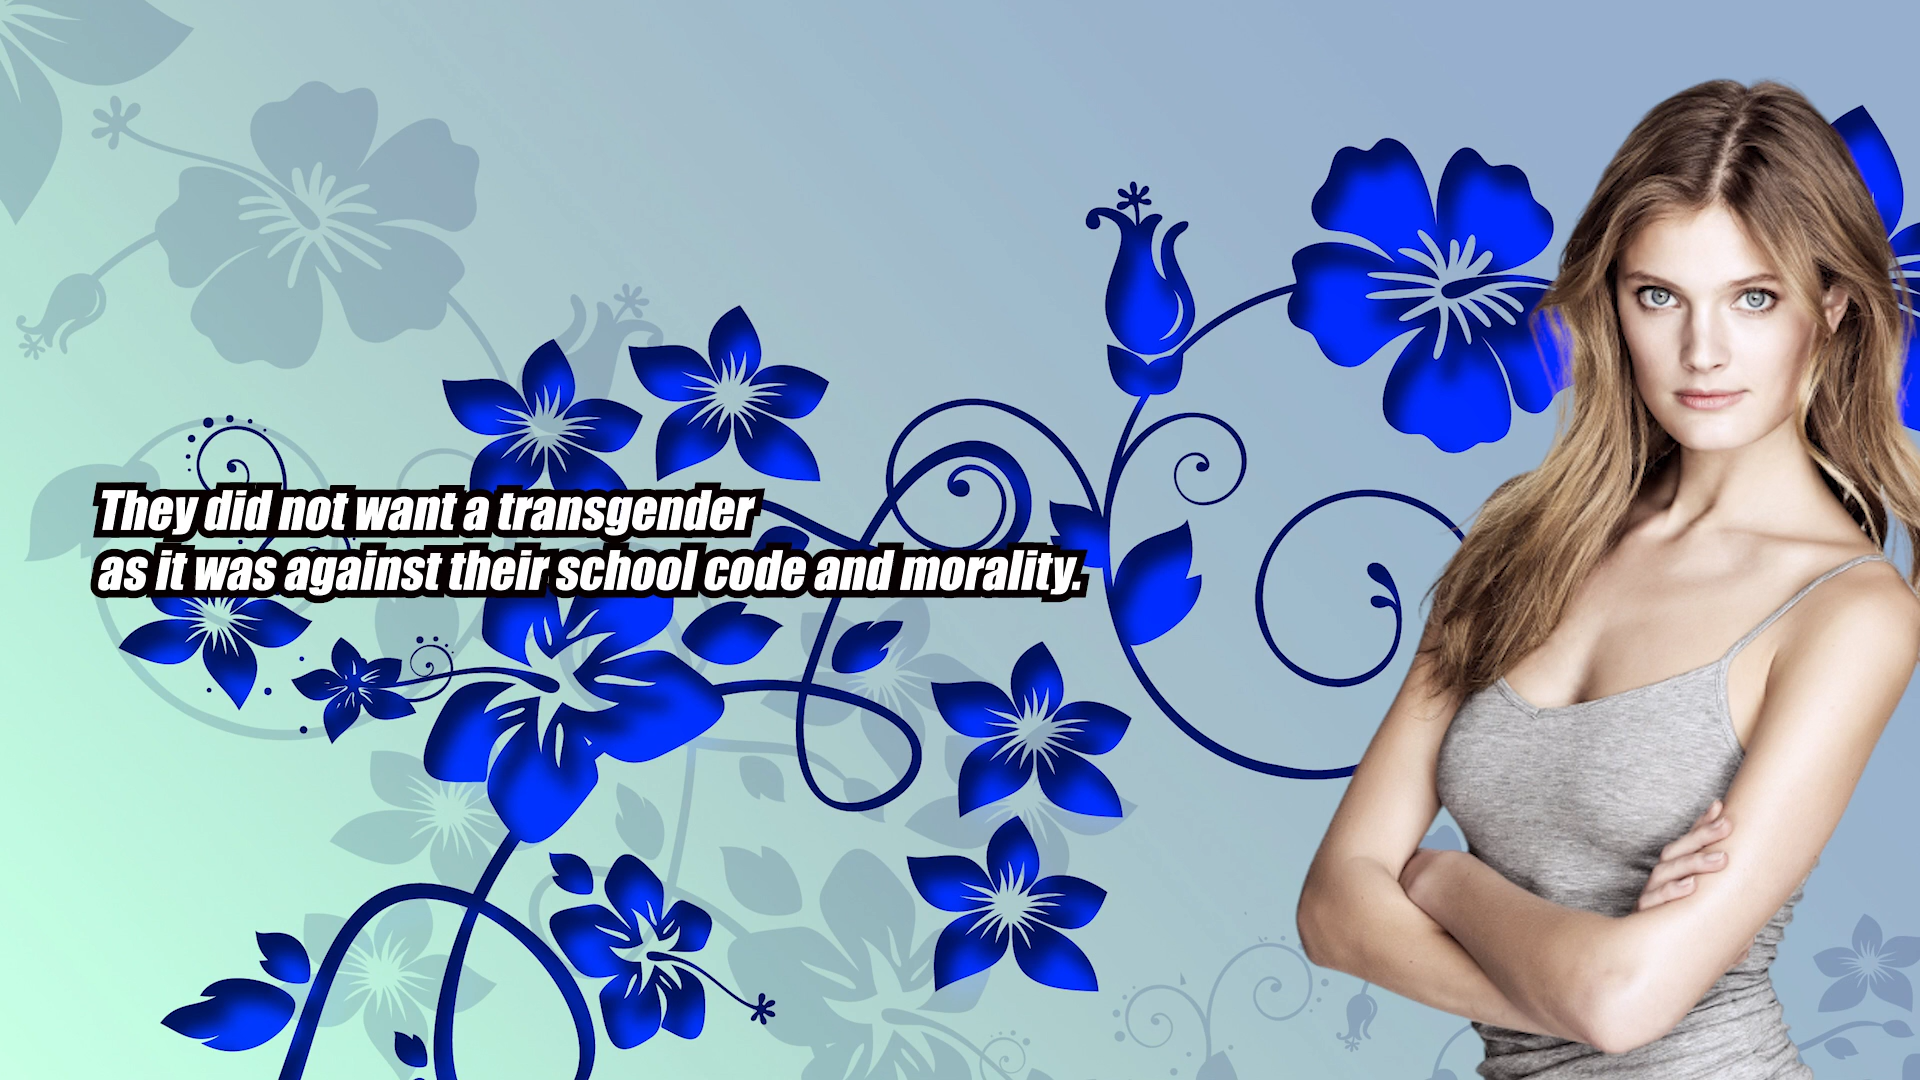 They did not want a transgender
as it was against their school code and morality.